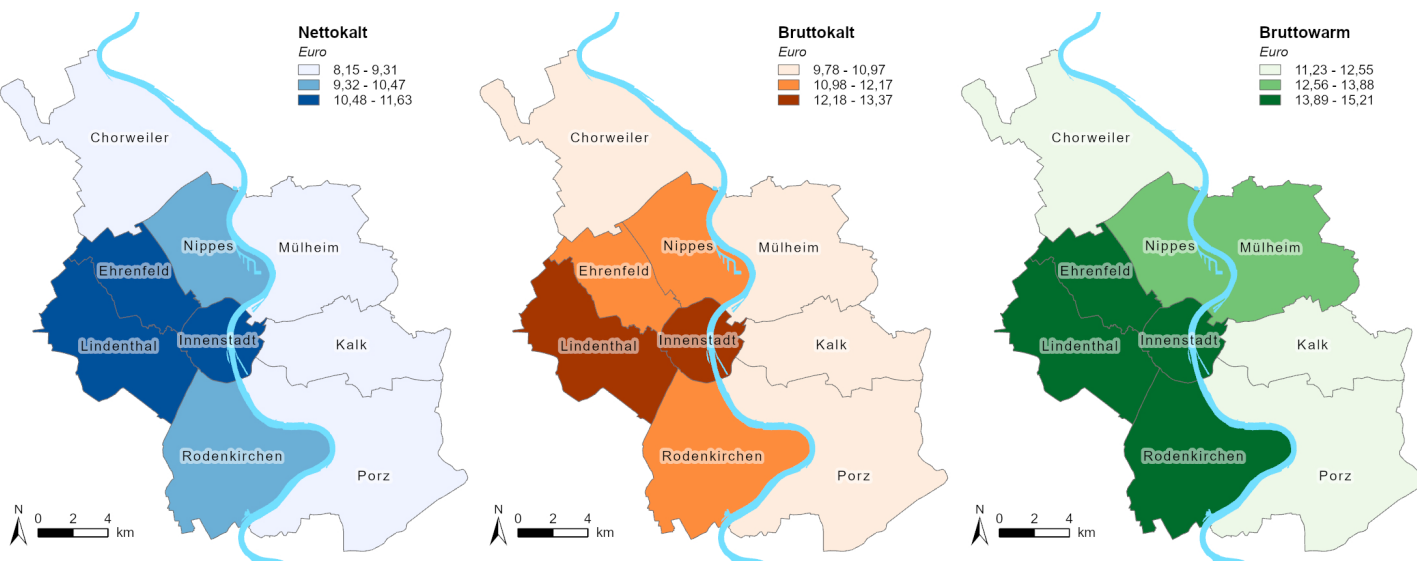 Nettokalt
Euro
8,15 - 9,31
9,32 - 10,47
10,48 - 11,63
Chorweiler
Nippes
Mülheim
Ehrenfeld
Lindenthal
Innenstadt
Kalk
Rodenkirchen
Porz
N
0 2 4
km
Bruttokalt
Euro
9,78 - 10,97
10,98 - 12,17
12,18 - 13,37
Chorweiler
Nippes
Mülheim
Ehrenfeld
Lindenthal
Innenstadt
Kalk
Rodenkirchen
Porz
N
0 2 4
km
Bruttowarm
Euro
11,23 - 12,55
12,56 - 13,88
13,89 - 15,21
Chorweiler
Nippes
Mülheim
Ehrenfeld
Lindenthal
Innenstadt
Kalk
Rodenkirchen
Porz
N
0 2 4
km